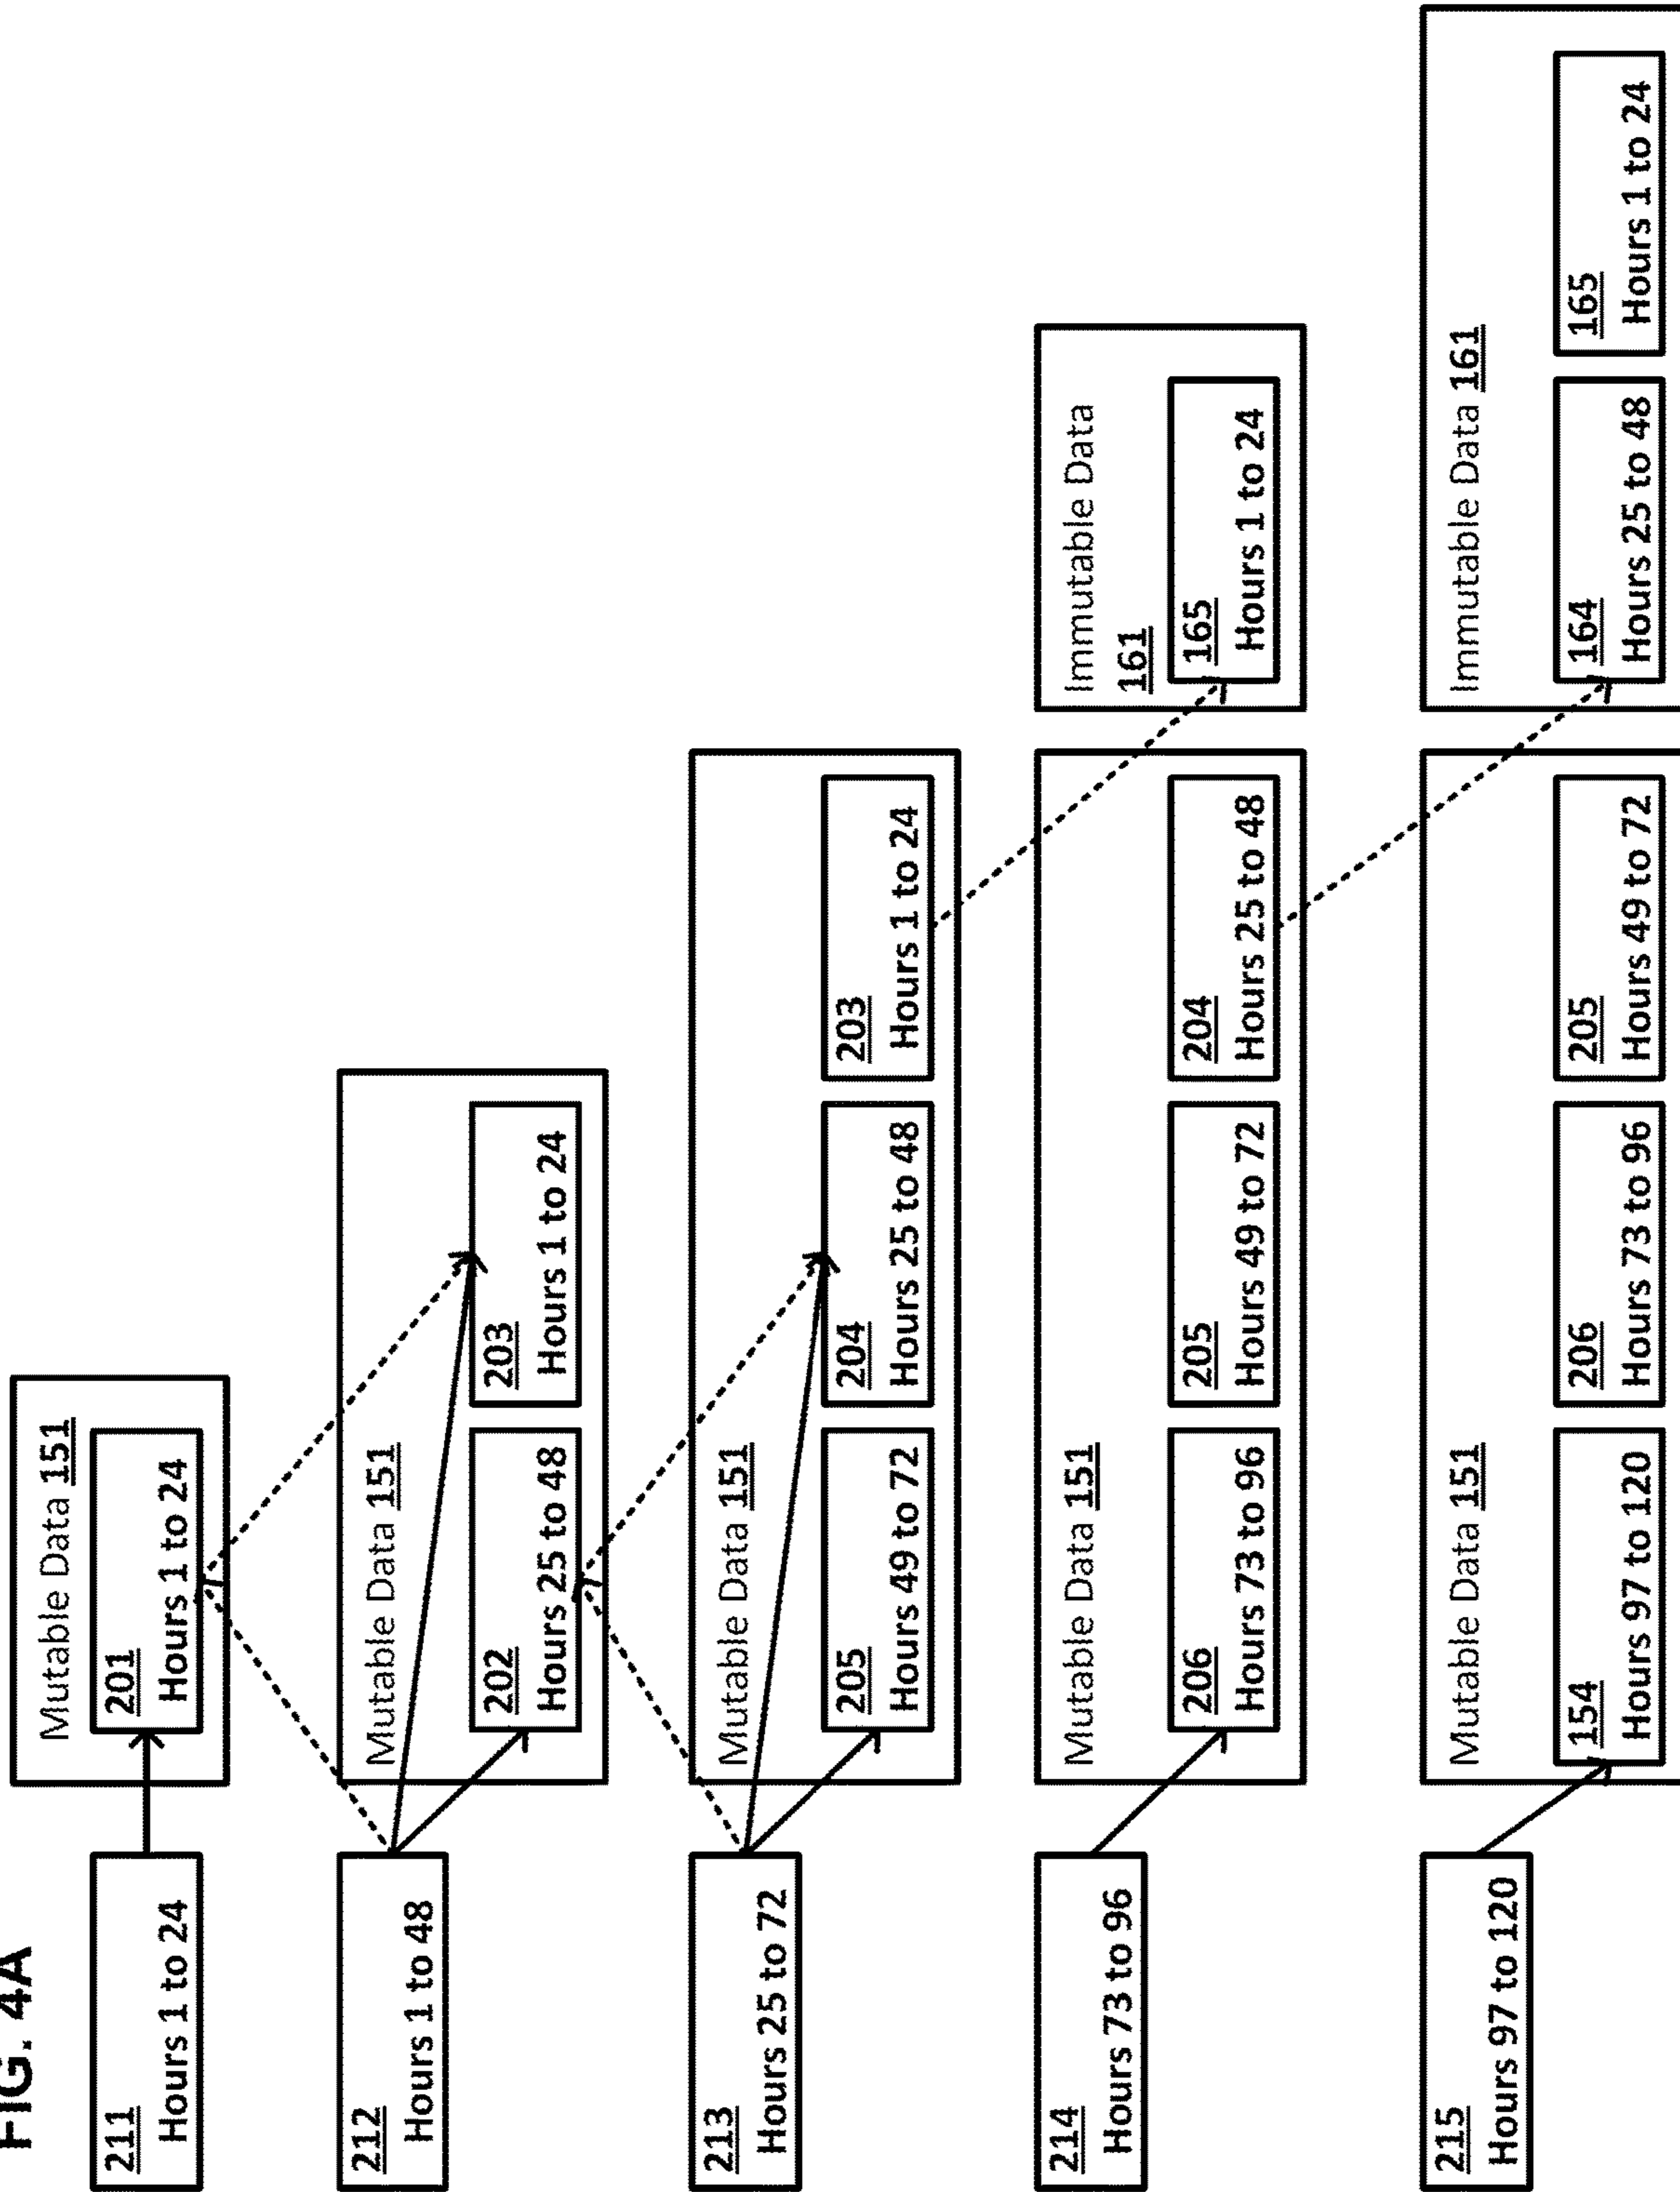 FIG. 4A
211
Hours 1 to 24
Mutable Data 151
201
Hours 1 to 24
212
Hours 1 to 48
Mutable Data 151
202
Hours 25 to 48
203
Hours 1 to 24
213
Hours 25 to 72
Mutable Data 151
205
Hours 49 to 72
204
Hours 25 to 48
203
Hours 1 to 24
214
Hours 73 to 96
Mutable Data 151
206
Hours 73 to 96
205
Hours 49 to 72
204
Hours 25 to 48
Immutable Data
161
165
Hours 1 to 24
215
Hours 97 to 120
Mutable Data 151
154
Hours 97 to 120
206
Hours 73 to 96
205
Hours 49 to 72
Immutable Data 161
164
Hours 25 to 48
165
Hours 1 to 24